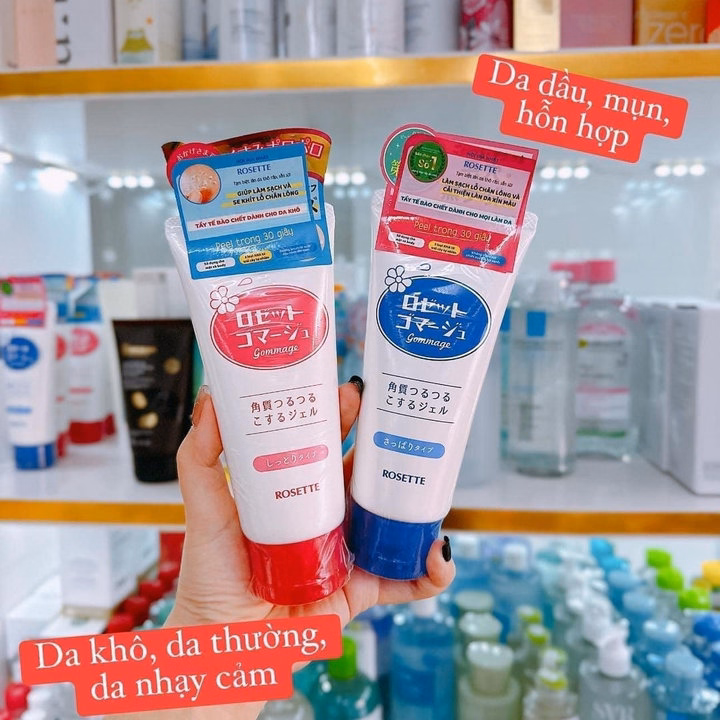 Da dầu, mụn,
hỗn hợp
ROSETTE
GIÚP LÀM SẠCH VÀ
SE KHÍT LỖ CHÂN LÔNG
TẨY TẾ BÀO CHẾT DÀNH CHO DA KHÔ
Peel trong 30 giây
ロゼット
ゴマージュ
Gommage
角質つるつる
こするジェル
しっとりタイプ
ROSETTE
ROSETTE
LÀM SẠCH LỖ CHÂN LÔNG VÀ
CẢI THIỆN LÀN DA XỈN MÀU
TẨY TẾ BÀO CHẾT DÀNH CHO MỌI LÀN DA
Peel trong 30 giây
ロゼット
ゴマージュ
Gommage
角質つるつる
こするジェル
さっぱりタイプ
ROSETTE
Da khô, da thường,
da nhạy cảm